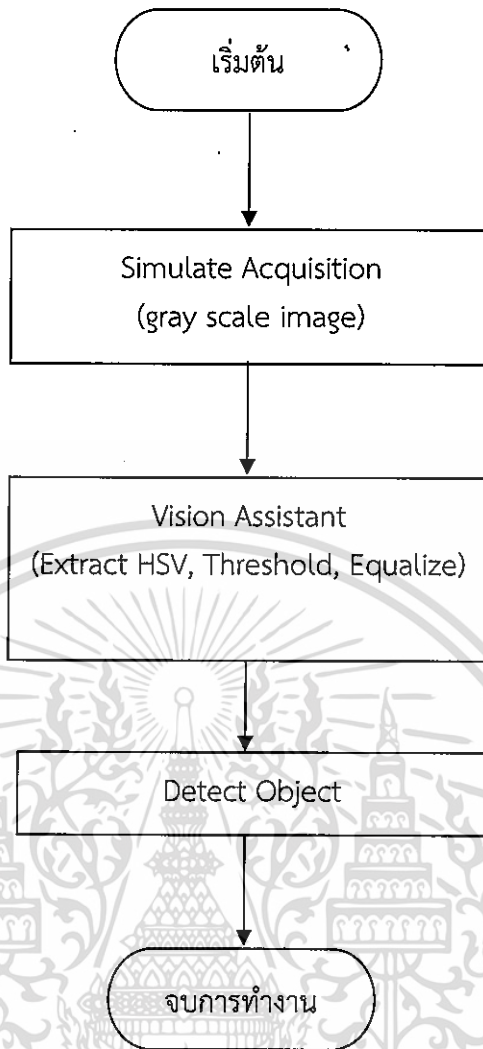 เริ่มต้น
Simulate Acquisition
(gray scale image)
Vision Assistant
(Extract HSV, Threshold, Equalize)
Detect Object
จบการทำงาน